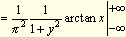 = 1/π² 1/(1+y²) arctan x |₋∞⁺∞